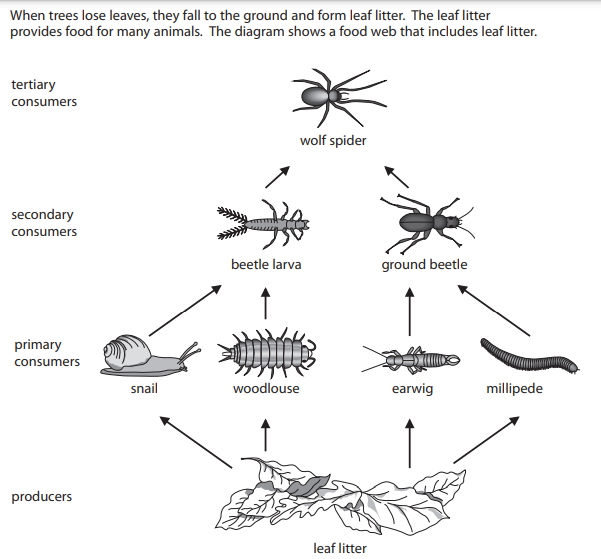 When trees lose leaves, they fall to the ground and form leaf litter. The leaf litter
provides food for many animals. The diagram shows a food web that includes leaf litter.
tertiary
consumers
wolf spider
secondary
consumers
beetle larva
ground beetle
primary
consumers
snail
woodlouse
earwig
millipede
producers
leaf litter